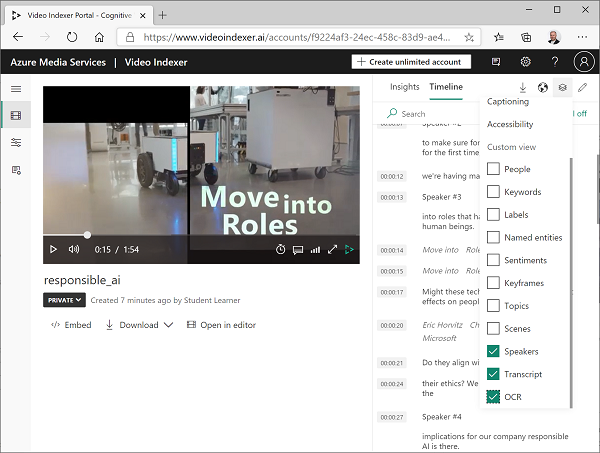 Video Indexer Portal - Cognitive
https://www.videoindexer.ai/accounts/f9224af3-24ec-458c-83d9-ae4...
Azure Media Services | Video Indexer
+ Create unlimited account
?
Insights
Timeline
Search
off
Captioning
Accessibility
Custom view
People
Keywords
Labels
Named entities
Sentiments
Keyframes
Topics
Scenes
Speakers
Transcript
OCR
to make sure for
for the first time
00:00:12 we're having ma
00:00:13 Speaker #3
into roles that ha
human beings.
00:00:14 Move into Role
00:00:15 Move into Role
00:00:17 Might these tech
effects on people
00:00:20 Eric Horvitz Ch
Microsoft
00:00:21 Do they align wi
00:00:24 their ethics? We
the
00:00:27 Speaker #4
implications for our company responsible
AI is there.
Move into
Roles
0:15 / 1:54
responsible_ai
PRIVATE Created 7 minutes ago by Student Learner
</> Embed Download Open in editor